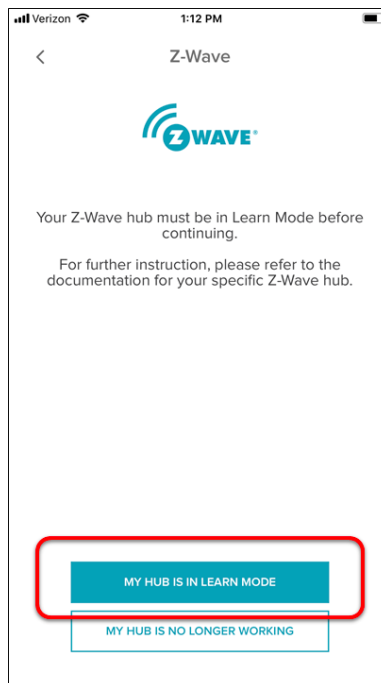 Verizon 1:12 PM
Z-Wave
Z WAVE®
Your Z-Wave hub must be in Learn Mode before
continuing.
For further instruction, please refer to the
documentation for your specific Z-Wave hub.
MY HUB IS IN LEARN MODE
MY HUB IS NO LONGER WORKING